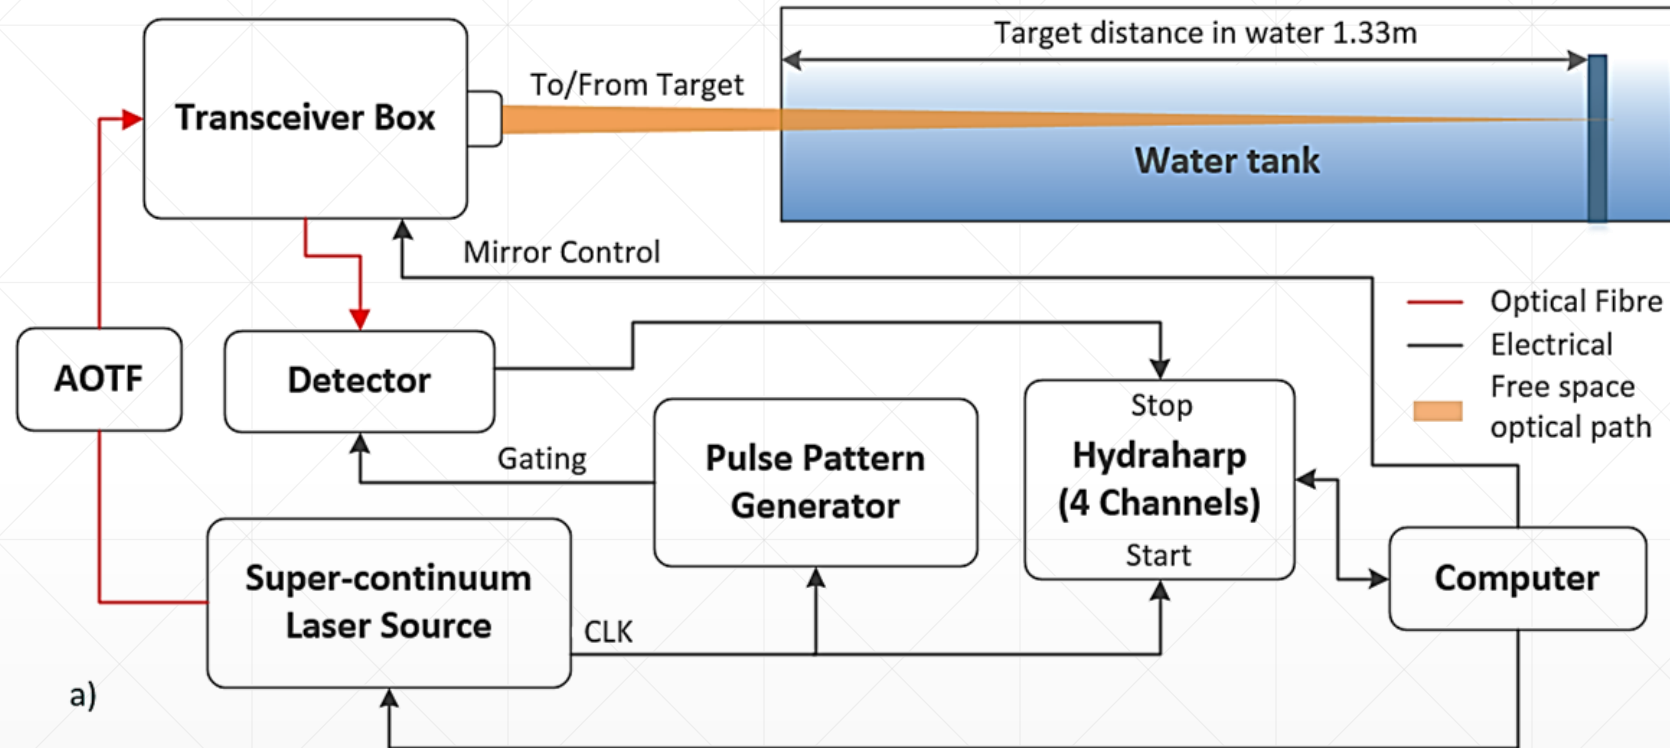 Target distance in water 1.33m
To/From Target
Transceiver Box
Water tank
Mirror Control
Optical Fibre
Electrical
Free space
optical path
AOTF
Detector
Stop
Hydraharp
(4 Channels)
Start
Gating
Pulse Pattern
Generator
Super-continuum
Laser Source
CLK
Computer
a)